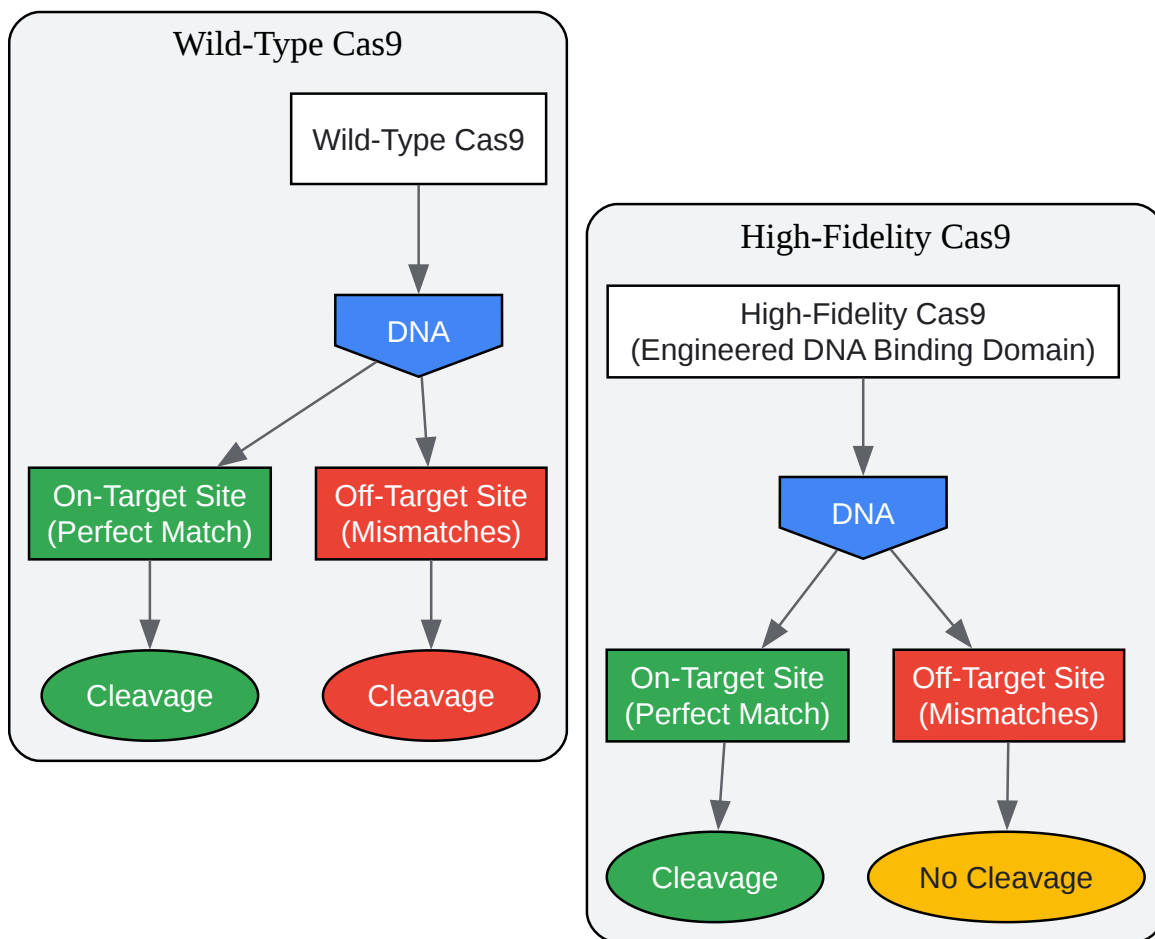 Wild-Type Cas9
Wild-Type Cas9
DNA
On-Target Site
(Perfect Match)
Off-Target Site
(Mismatches)
Cleavage
Cleavage
High-Fidelity Cas9
High-Fidelity Cas9
(Engineered DNA Binding Domain)
DNA
On-Target Site
(Perfect Match)
Off-Target Site
(Mismatches)
Cleavage
No Cleavage